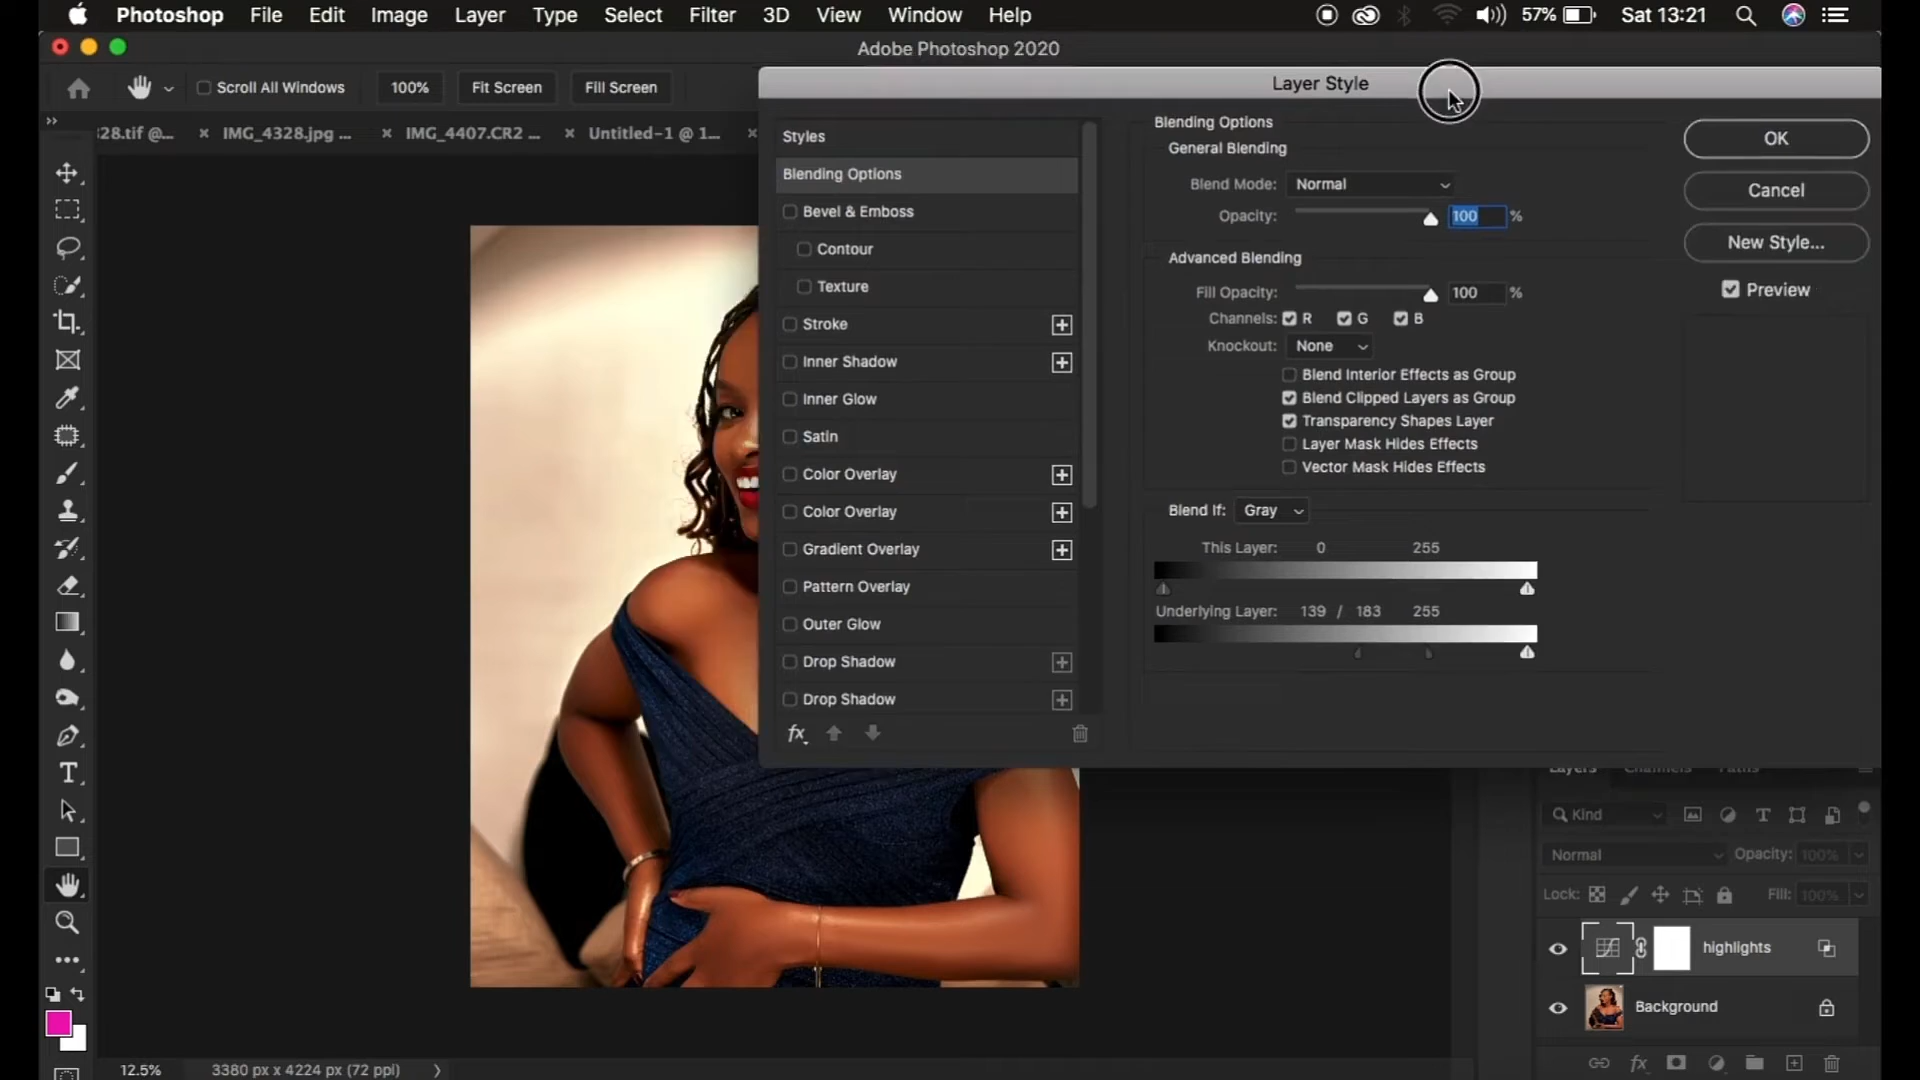 Photoshop File Edit Image Layer Type Select Filter 3D View Window Help 57% Sat 13:21
Adobe Photoshop 2020
Scroll All Windows 100% Fit Screen Fill Screen
Layer Style
328.tif @... × IMG_4328.jpg ... × IMG_4407.CR2 ... × Untitled-1 @ 1... ×
Styles
Blending Options
Bevel & Emboss
Contour
Texture
Stroke
Inner Shadow
Inner Glow
Satin
Color Overlay
Color Overlay
Gradient Overlay
Pattern Overlay
Outer Glow
Drop Shadow
Drop Shadow
fx
Blending Options
General Blending
Blend Mode: Normal
Opacity: 100 %
Advanced Blending
Fill Opacity: 100 %
Channels: R G B
Knockout: None
Blend Interior Effects as Group
Blend Clipped Layers as Group
Transparency Shapes Layer
Layer Mask Hides Effects
Vector Mask Hides Effects
Blend If: Gray
This Layer: 0 255
Underlying Layer: 139 / 183 255
OK
Cancel
New Style...
Preview
Layers Channels Paths
Kind
Normal Opacity: 100%
Lock: Fill: 100%
highlights
Background
fx
12.5% 3380 px x 4224 px (72 ppi)